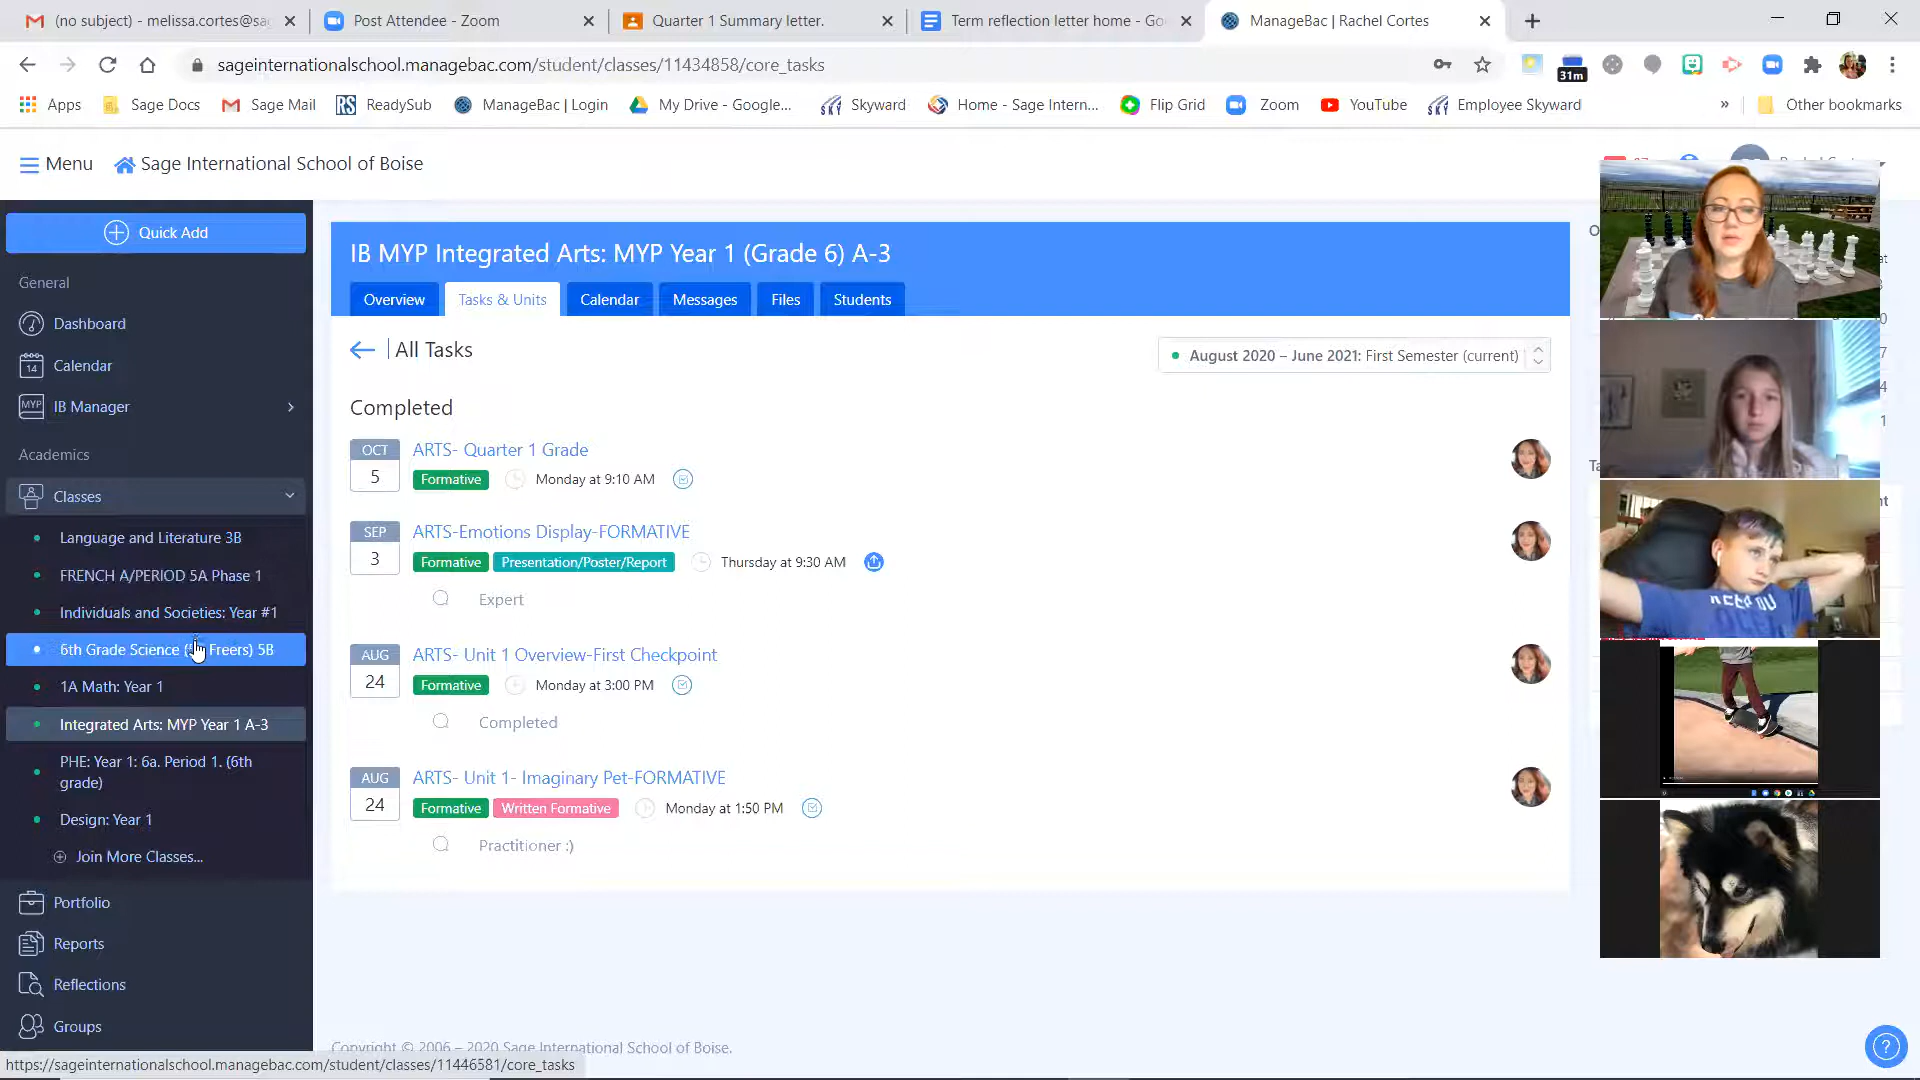 (no subject) - melissa.cortes@sa
Post Attendee - Zoom
Quarter 1 Summary letter.
Term reflection letter home - Go
ManageBac | Rachel Cortes
sageinternationalschool.managebac.com/student/classes/11434858/core_tasks
31m
Apps
Sage Docs
Sage Mail
ReadySub
ManageBac | Login
My Drive - Google...
Skyward
Home - Sage Intern...
Flip Grid
Zoom
YouTube
Employee Skyward
»
Other bookmarks
Menu
Sage International School of Boise
Quick Add
General
Dashboard
Calendar
IB Manager
Academics
Classes
Language and Literature 3B
FRENCH A/PERIOD 5A Phase 1
Individuals and Societies: Year #1
6th Grade Science ( Freers) 5B
1A Math: Year 1
Integrated Arts: MYP Year 1 A-3
PHE: Year 1: 6a. Period 1. (6th
grade)
Design: Year 1
Join More Classes...
Portfolio
Reports
Reflections
Groups
IB MYP Integrated Arts: MYP Year 1 (Grade 6) A-3
Overview
Tasks & Units
Calendar
Messages
Files
Students
All Tasks
August 2020 – June 2021: First Semester (current)
Completed
OCT
5
ARTS- Quarter 1 Grade
Formative
Monday at 9:10 AM
SEP
3
ARTS-Emotions Display-FORMATIVE
Formative
Presentation/Poster/Report
Thursday at 9:30 AM
Expert
AUG
24
ARTS- Unit 1 Overview-First Checkpoint
Formative
Monday at 3:00 PM
Completed
AUG
24
ARTS- Unit 1- Imaginary Pet-FORMATIVE
Formative
Written Formative
Monday at 1:50 PM
Practitioner :)
Copyright © 2006 – 2020 Sage International School of Boise.
https://sageinternationalschool.managebac.com/student/classes/11446581/core_tasks